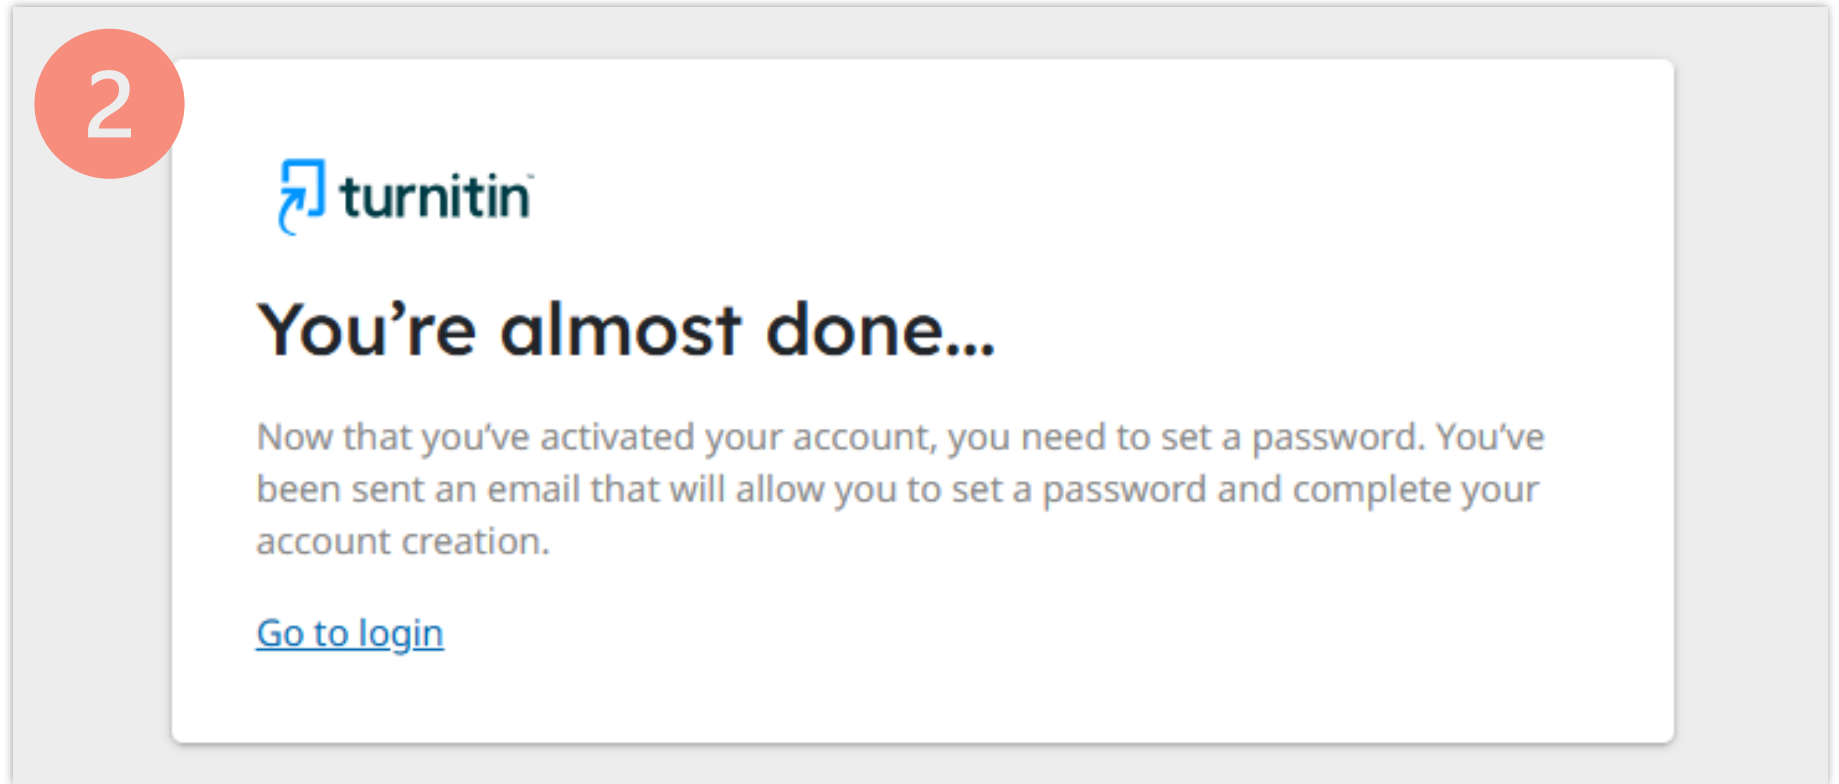 2
turnitin™
You’re almost done...
Now that you’ve activated your account, you need to set a password. You’ve
been sent an email that will allow you to set a password and complete your
account creation.
Go to login